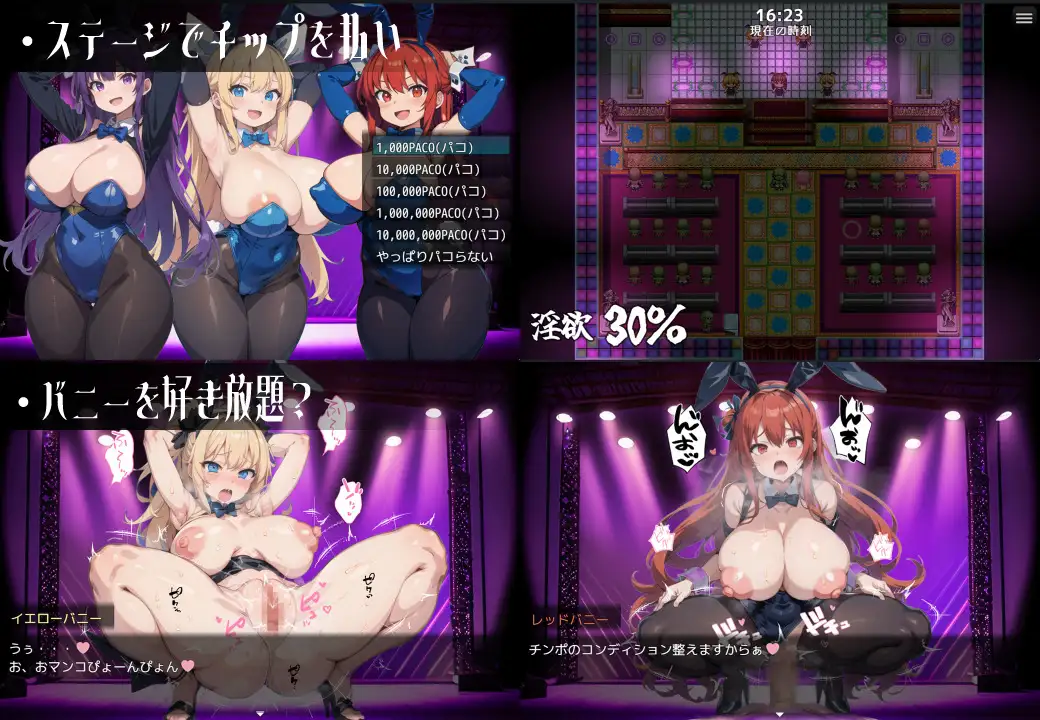 ・ステージでチップを払い
1,000PACO(パコ)
10,000PACO(パコ)
100,000PACO(パコ)
1,000,000PACO(パコ)
10,000,000PACO(パコ)
やっぱりパコらない
16:23
現在の時刻
淫欲 30%
・バニーを好き放題?
イエローバニー
うぅ・・・💗
お、おマンコぴょーんぴょん💗
んお♡
んお♡
レッドバニー
チンポのコンディション整えますからぁ💗